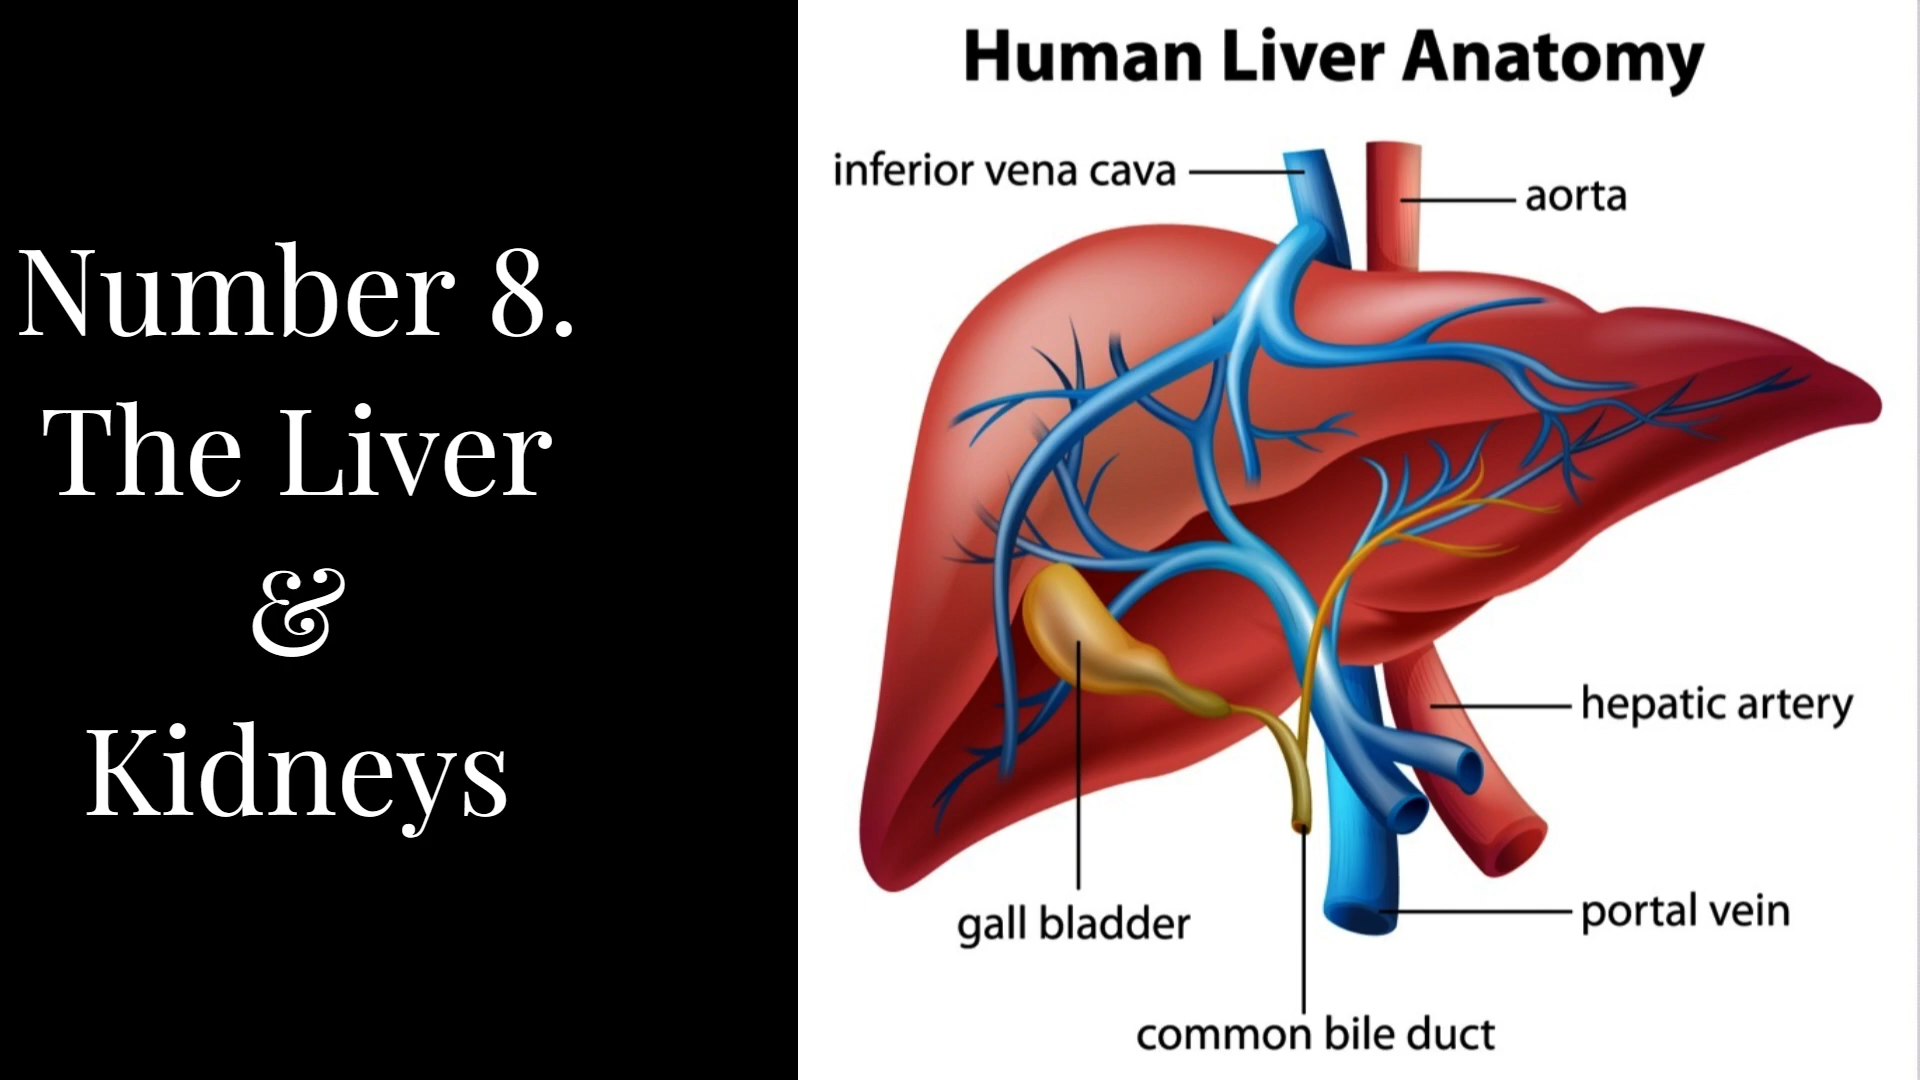 Number 8.
The Liver
&
Kidneys
Human Liver Anatomy
inferior vena cava
aorta
hepatic artery
portal vein
gall bladder
common bile duct